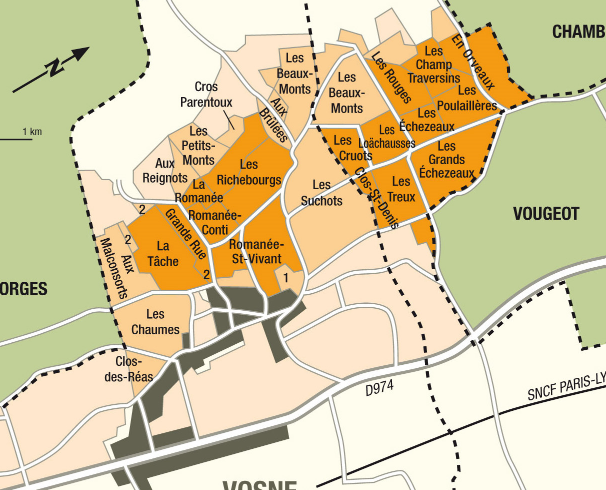 CHAMB
En Orveaux
Les
Beaux-
Monts
Les
Champ
Traversins
Les Rouges
Cros
Parentoux
Les
Beaux-
Monts
Les
Poulaillères
N
Aux
Brulées
Les
Échezeaux
1 km
Les
Petits-
Monts
Les
Cruots
Les
Loächausses
Les
Grands
Échezeaux
Aux
Reignots
Les
Richebourgs
La
Romanée
Les
Suchots
Clos-St-Denis
Les
Treux
VOUGEOT
2
Grande Rue
Romanée-
Conti
2
Aux
Malconsorts
La
Tâche
Romanée-
St-Vivant
2
1
ORGES
Les
Chaumes
Clos-
des-Réas
D974
SNCF PARIS-LY
VOSNE